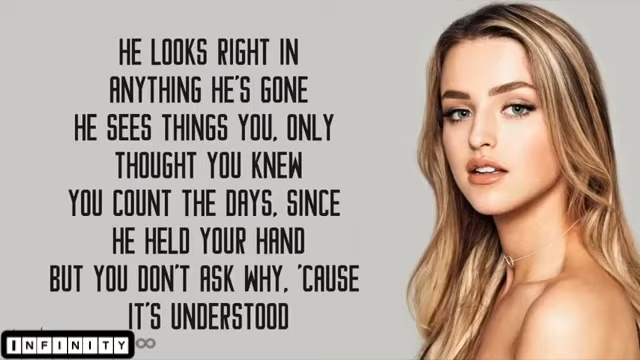 HE LOOKS RIGHT IN
ANYTHING HE'S GONE
HE SEES THINGS YOU, ONLY
THOUGHT YOU KNEW
YOU COUNT THE DAYS, SINCE
HE HELD YOUR HAND
BUT YOU DON'T ASK WHY, 'CAUSE
IT'S UNDERSTOOD
INFINITY ∞